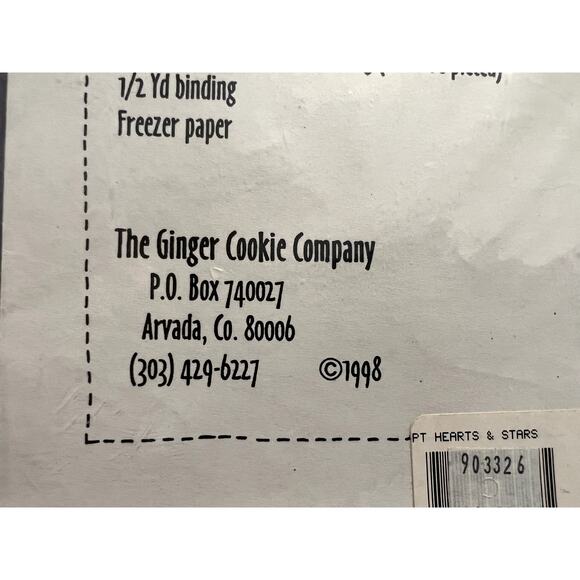 1/2 Yd binding
Freezer paper
The Ginger Cookie Company
P.O. Box 740027
Arvada, Co. 80006
(303) 429-6227 ©1998
PT HEARTS & STARS
903326